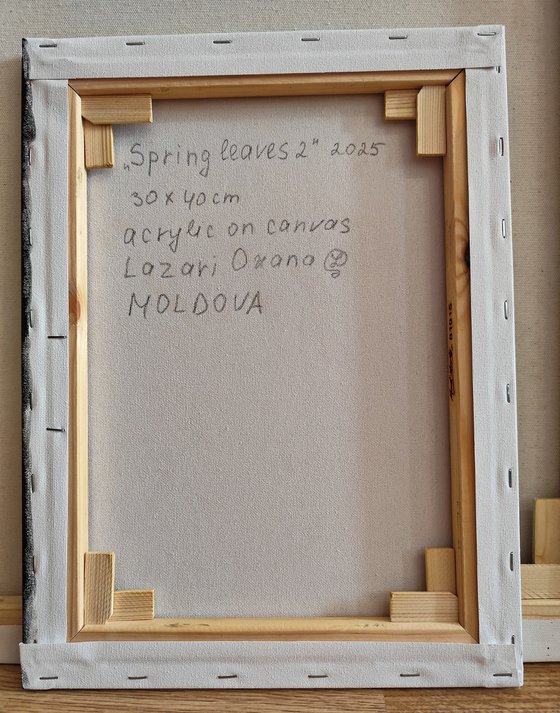 „Spring leaves 2" 2025
30 x 40 cm
acrylic on canvas
Lazari Oxana
MOLDOVA